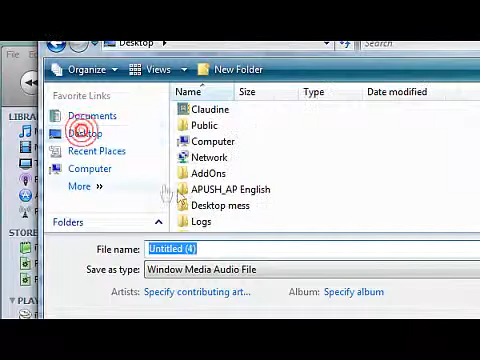 File
Desktop
Search
Organize
Views
New Folder
Favorite Links
Documents
Desktop
Recent Places
Computer
More »
Folders
Name
Size
Type
Date modified
Claudine
Public
Computer
Network
AddOns
APUSH_AP English
Desktop mess
Logs
File name:
Untitled (4)
Save as type:
Window Media Audio File
Artists:
Specify contributing art...
Album:
Specify album
LIBRA
STORE